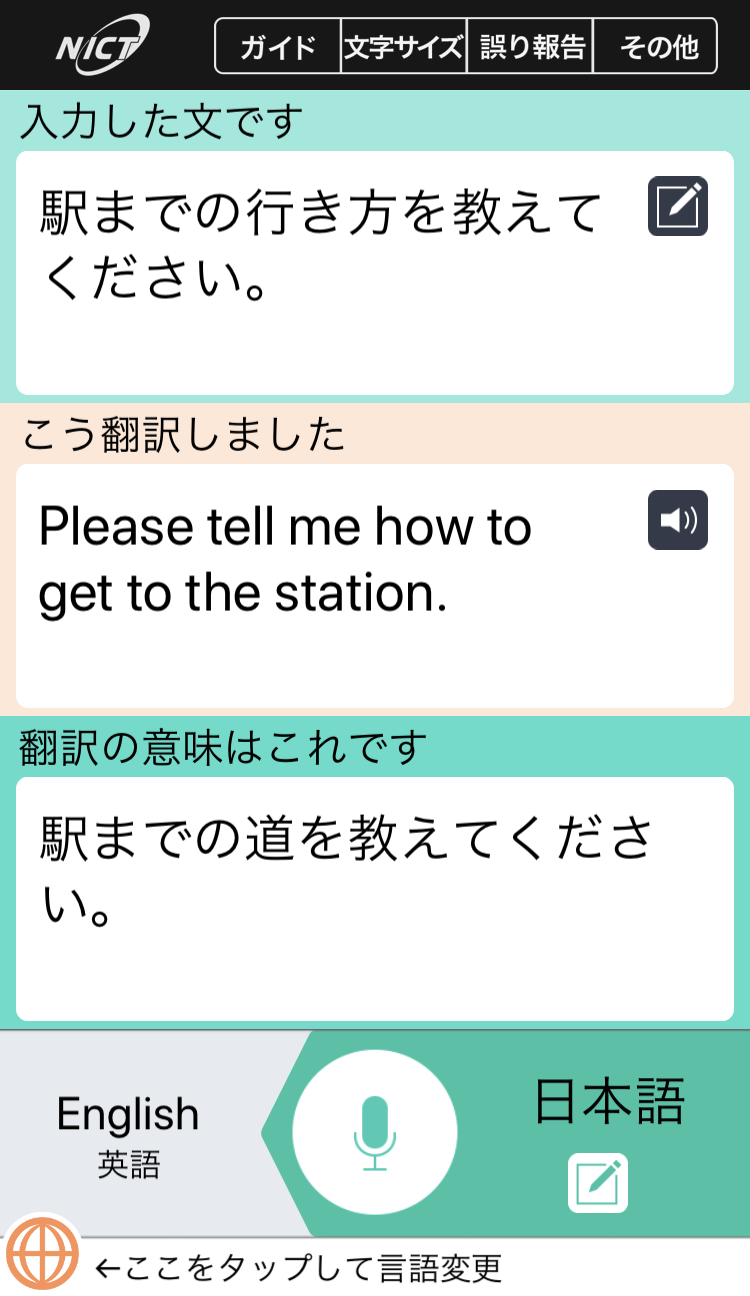 NICT
ガイド 文字サイズ 誤り報告 その他
入力した文です
駅までの行き方を教えて
ください。
こう翻訳しました
Please tell me how to
get to the station.
翻訳の意味はこれです
駅までの道を教えてくださ
い。
English
英語
日本語
←ここをタップして言語変更